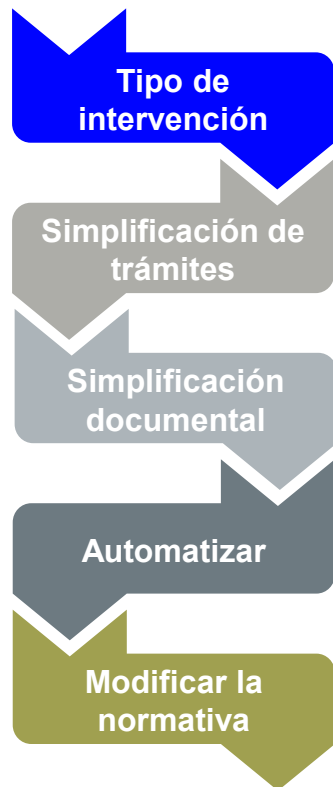 Tipo de
intervención
Simplificación de
trámites
Simplificación
documental
Automatizar
Modificar la
normativa